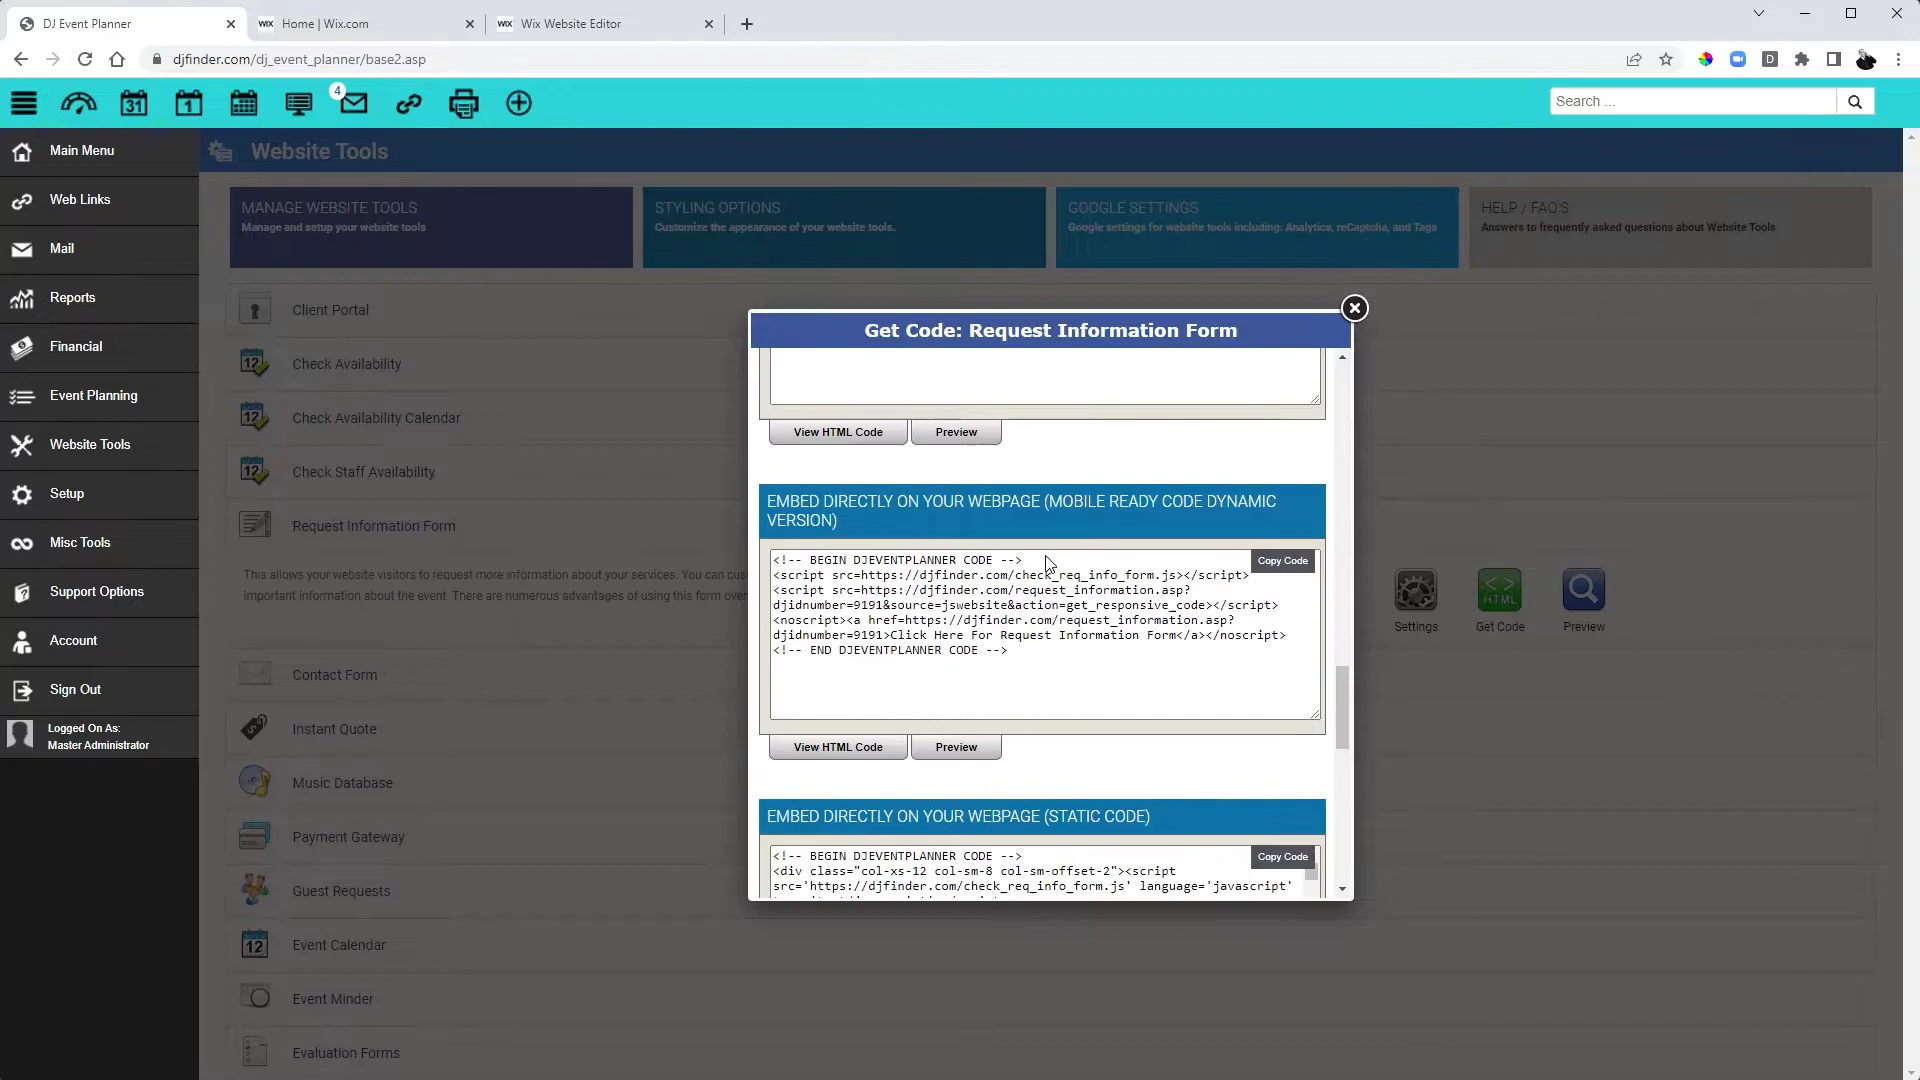 DJ Event Planner
WIX Home | Wix.com
WIX Wix Website Editor
djfinder.com/dj_event_planner/base2.asp
D
31
1
4
Search ...
Main Menu
Web Links
Mail
Reports
Financial
Event Planning
Website Tools
Setup
Misc Tools
Support Options
Account
Sign Out
Logged On As:
Master Administrator
Website Tools
MANAGE WEBSITE TOOLS
Manage and setup your website tools
STYLING OPTIONS
Customize the appearance of your website tools.
GOOGLE SETTINGS
Google settings for website tools including: Analytics, reCaptcha, and Tags
HELP / FAQ'S
Answers to frequently asked questions about Website Tools
Client Portal
12 Check Availability
12 Check Availability Calendar
12 Check Staff Availability
Request Information Form
This allows your website visitors to request more information about your services. You can cus
important information about the event. There are numerous advantages of using this form over
HTML
Settings
Get Code
Preview
Contact Form
Instant Quote
Music Database
Payment Gateway
Guest Requests
12 Event Calendar
Event Minder
Evaluation Forms
Get Code: Request Information Form
View HTML Code
Preview
EMBED DIRECTLY ON YOUR WEBPAGE (MOBILE READY CODE DYNAMIC
VERSION)
Copy Code
<!-- BEGIN DJEVENTPLANNER CODE -->
<script src=https://djfinder.com/check_req_info_form.js></script>
<script src=https://djfinder.com/request_information.asp?
djidnumber=9191&source=jswebsite&action=get_responsive_code></script>
<noscript><a href=https://djfinder.com/request_information.asp?
djidnumber=9191>Click Here For Request Information Form</a></noscript>
<!-- END DJEVENTPLANNER CODE -->
View HTML Code
Preview
EMBED DIRECTLY ON YOUR WEBPAGE (STATIC CODE)
Copy Code
<!-- BEGIN DJEVENTPLANNER CODE -->
<div class="col-xs-12 col-sm-8 col-sm-offset-2"><script
src='https://djfinder.com/check_req_info_form.js' language='javascript'